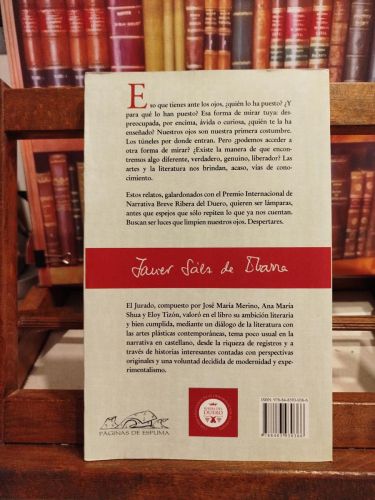 Eso que tienes ante los ojos, ¿quién lo ha puesto? ¿Y
para qué lo han puesto? Esa forma de mirar tuya: des-
preocupada, por encima, ávida o curiosa, ¿quién te la ha
enseñado? Nuestros ojos son nuestra primera costumbre.
Los túneles por donde entran. Pero ¿podemos acceder a
otra forma de mirar? ¿Existe la manera de que encon-
tremos algo diferente, verdadero, genuino, liberador? Las
artes y la literatura nos brindan, acaso, vías de cono-
cimiento.
Estos relatos, galardonados con el Premio Internacional de
Narrativa Breve Ribera del Duero, quieren ser lámparas,
antes que espejos que sólo repiten lo que ya nos cuentan.
Buscan ser luces que limpien nuestros ojos. Despertares.
Javier Sáez de Ibarra
El Jurado, compuesto por José María Merino, Ana María
Shua y Eloy Tizón, valoró en el libro su ambición literaria
y bien cumplida, mediante un diálogo de la literatura con
las artes plásticas contemporáneas, tema poco usual en la
narrativa en castellano, desde la riqueza de registros y a
través de historias interesantes contadas con perspectivas
originales y una voluntad decidida de modernidad y expe-
rimentalismo.
PÁGINAS DE ESPUMA
RIBERA DEL
DUERO